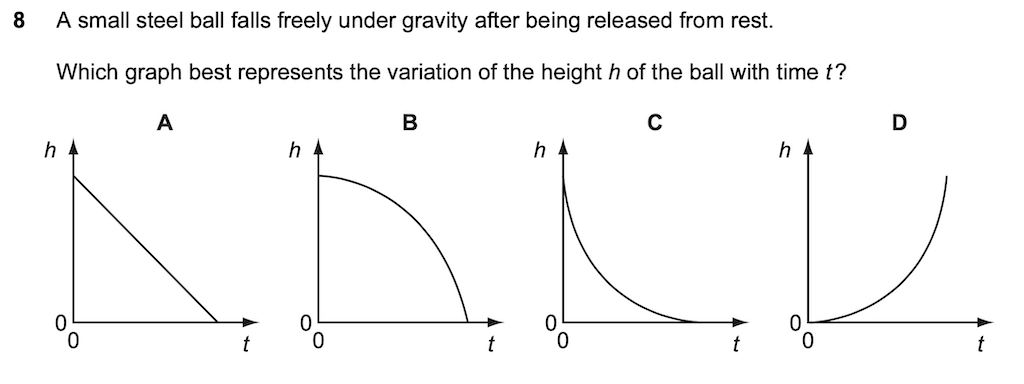 8 A small steel ball falls freely under gravity after being released from rest.
Which graph best represents the variation of the height h of the ball with time t?
A B C D
h h h h
0 0 0 0
0 t 0 t 0 t 0 t